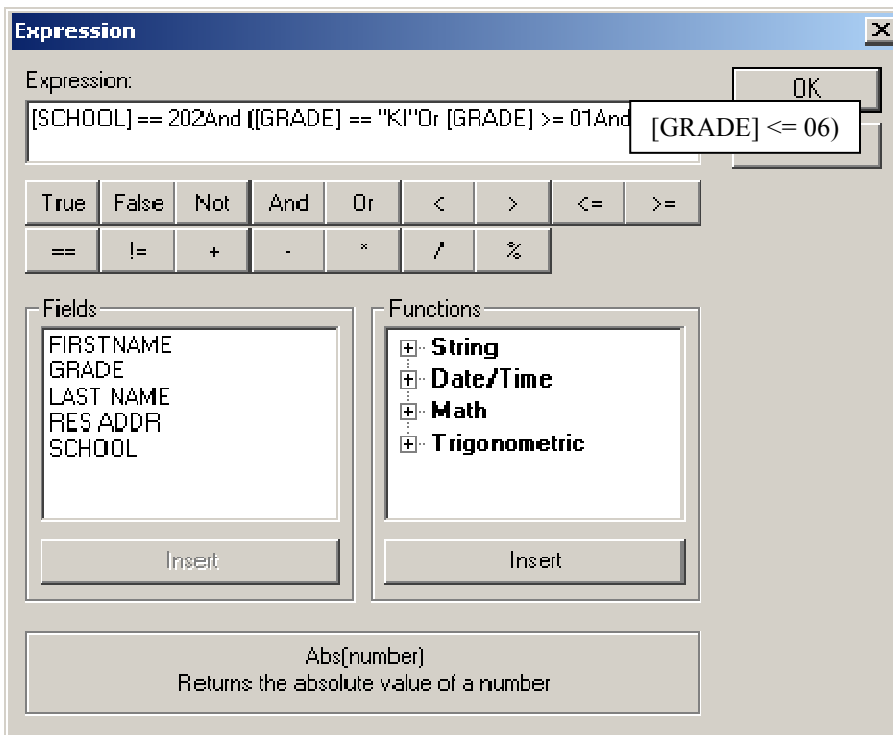 Expression
Expression:
OK
[SCHOOL] == 202And ([GRADE] == "KI"Or [GRADE] >= 01And
[GRADE] <= 06)
True False Not And Or < > <= >=
== != + - * / %
Fields
Functions
FIRSTNAME
GRADE
LAST NAME
RES ADDR
SCHOOL
String
Date/Time
Math
Trigonometric
Insert
Insert
Abs(number)
Returns the absolute value of a number